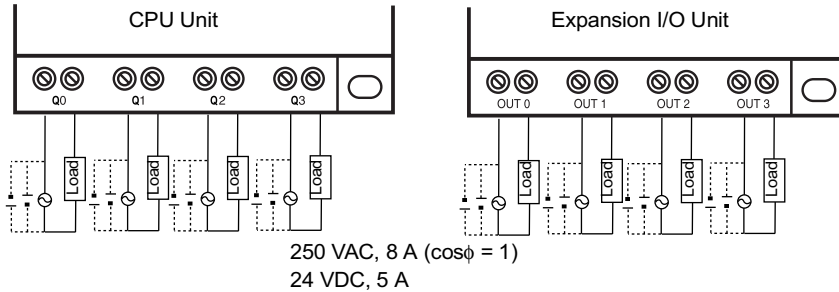 CPU Unit
Expansion I/O Unit
Q0 Q1 Q2 Q3
OUT 0 OUT 1 OUT 2 OUT 3
Load Load Load Load
Load Load Load Load
250 VAC, 8 A (cosϕ = 1)
24 VDC, 5 A